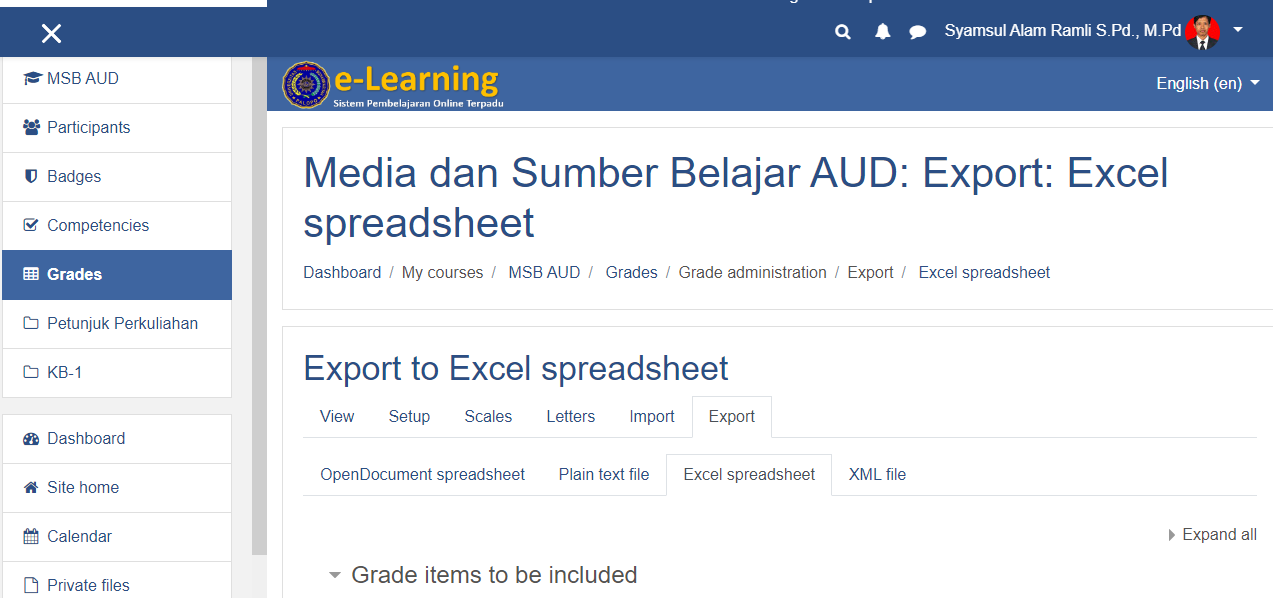 Syamsul Alam Ramli S.Pd., M.Pd
MSB AUD
Participants
Badges
Competencies
Grades
Petunjuk Perkuliahan
KB-1
Dashboard
Site home
Calendar
Private files
e-Learning
Sistem Pembelajaran Online Terpadu
English (en)
Media dan Sumber Belajar AUD: Export: Excel
spreadsheet
Dashboard / My courses / MSB AUD / Grades / Grade administration / Export / Excel spreadsheet
Export to Excel spreadsheet
View Setup Scales Letters Import Export
OpenDocument spreadsheet Plain text file Excel spreadsheet XML file
Expand all
Grade items to be included